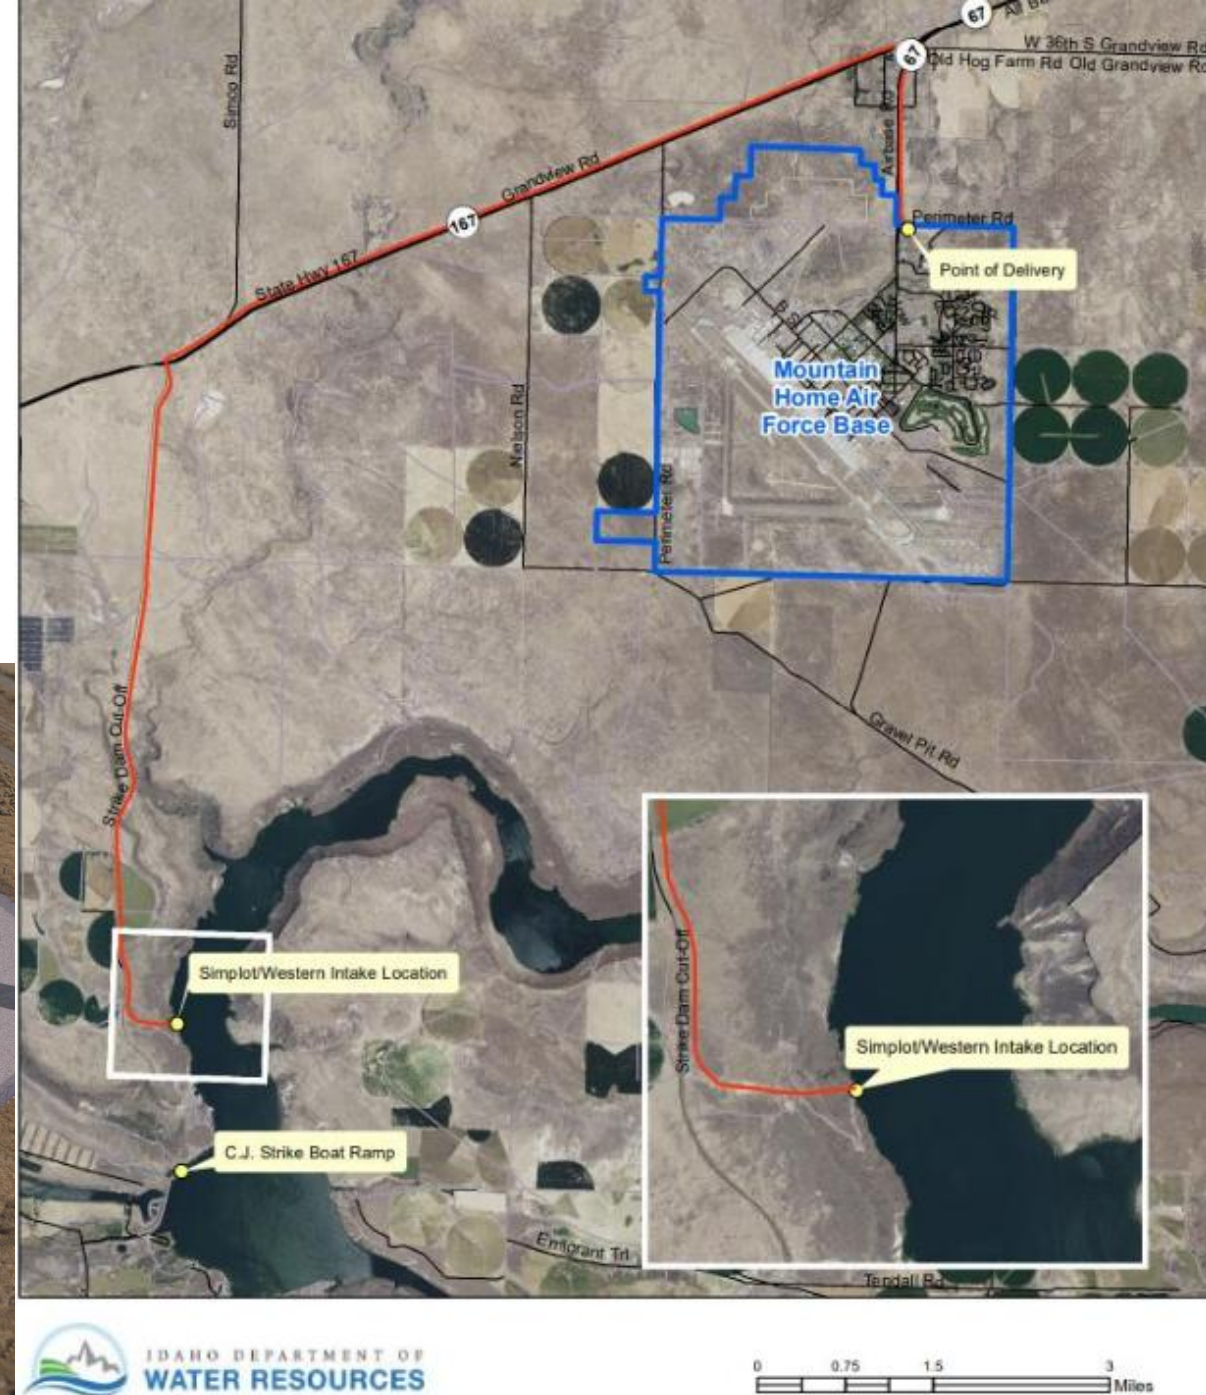 67
All Ba
W 36th S Grandview Rd
67
Old Hog Farm Rd Old Grandview Rd
Simco Rd
Airbase Rd
Grandview Rd
167
Perimeter Rd
State Hwy 167
Point of Delivery
Mountain
Home Air
Force Base
Nielson Rd
Perimeter Rd
Strike Dam Cut-Off
Gravel Pit Rd
Simplot/Western Intake Location
Strike Dam Cut-Off
Simplot/Western Intake Location
C.J. Strike Boat Ramp
Emigrant Trl
Tendall Rd
IDAHO DEPARTMENT OF
WATER RESOURCES
0 0.75 1.5 3
Miles